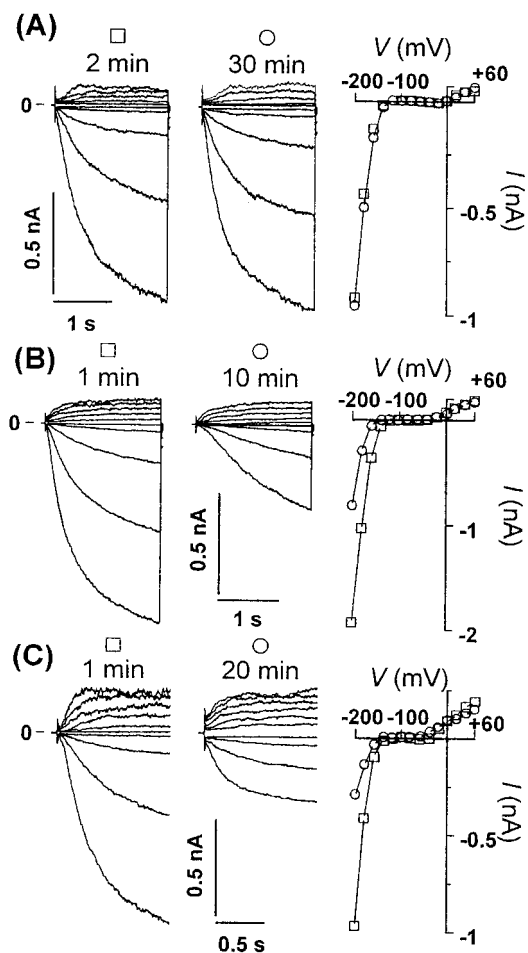 (A)
2 min
30 min
V (mV)
-200
-100
+60
0
-0.5
-1
I (nA)
0.5 nA
1 s
(B)
1 min
10 min
V (mV)
-200
-100
+60
0
-1
-2
I (nA)
0.5 nA
1 s
(C)
1 min
20 min
V (mV)
-200
-100
+60
0
-0.5
-1
I (nA)
0.5 nA
0.5 s